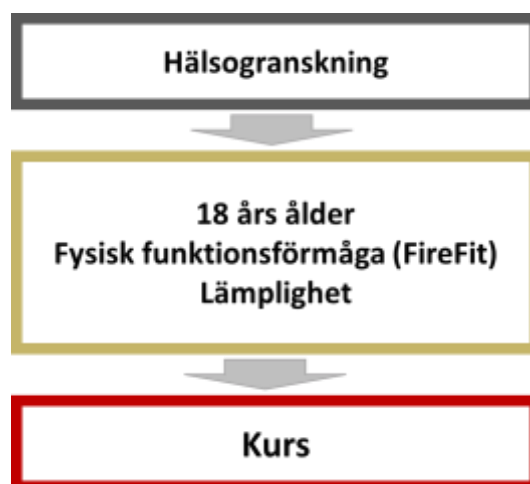 Hälsogranskning
18 års ålder
Fysisk funktionsförmåga (FireFit)
Lämplighet
Kurs